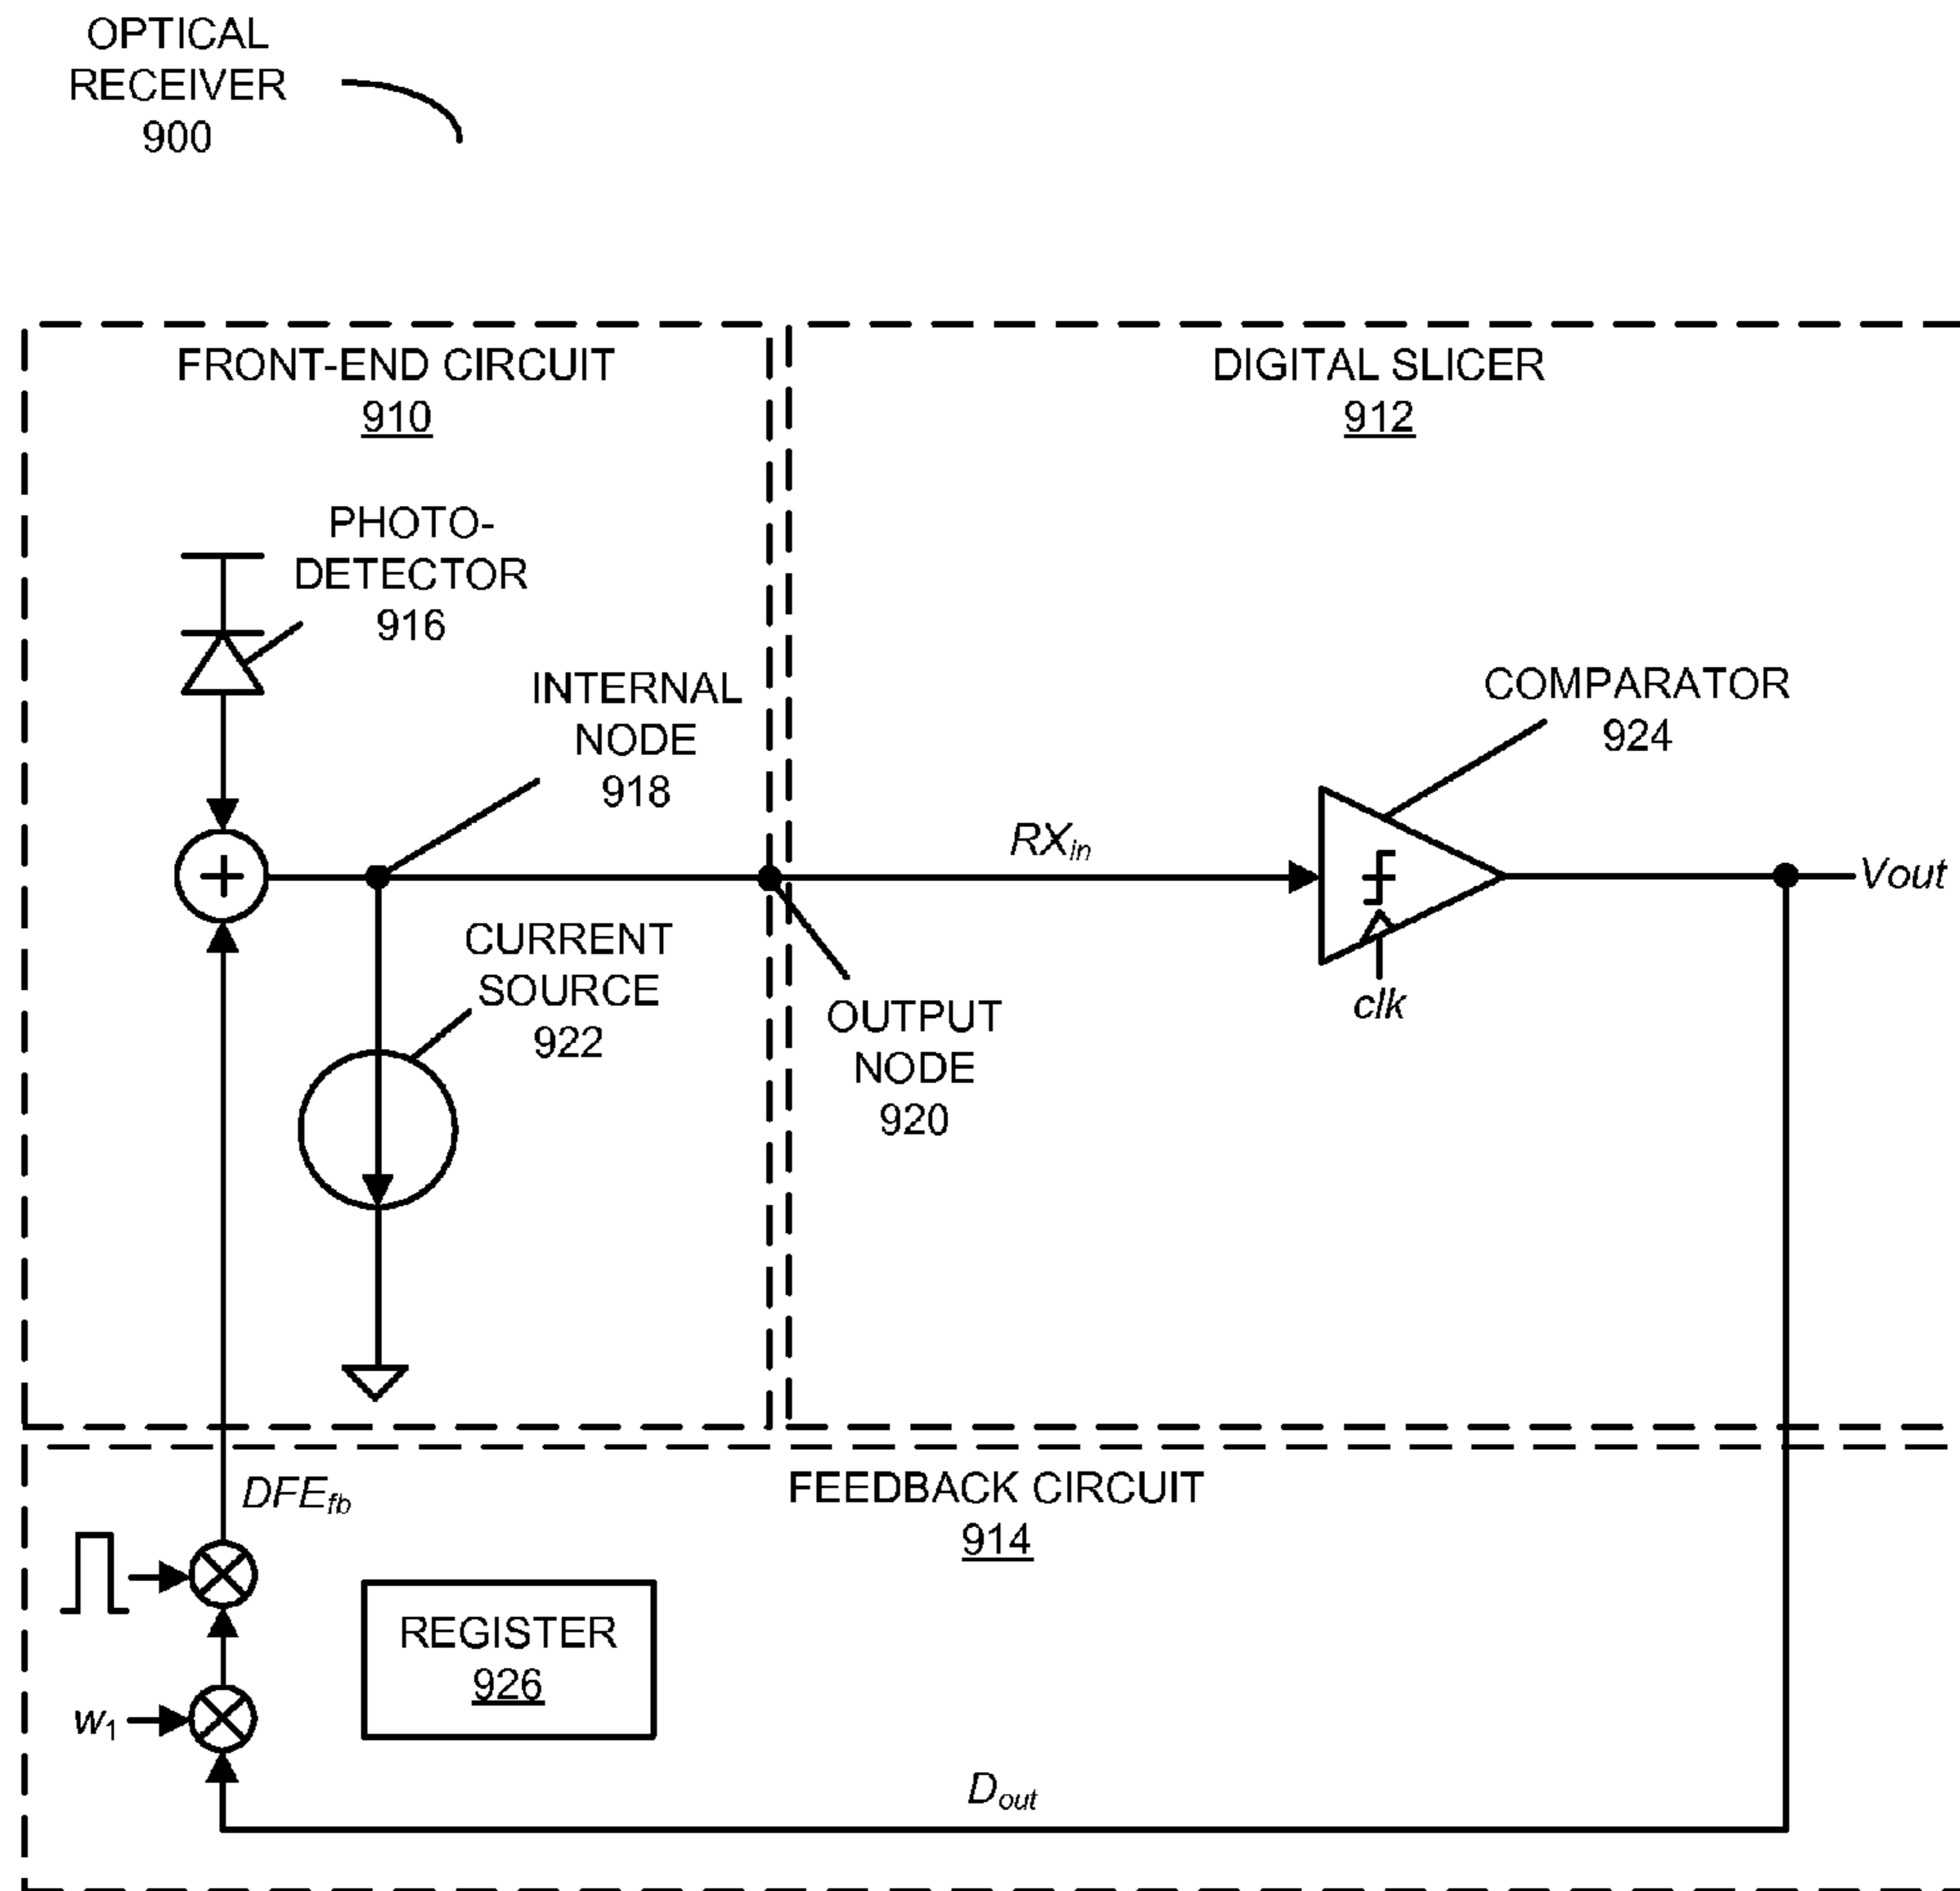 OPTICAL
RECEIVER
900
FRONT-END CIRCUIT
910
DIGITAL SLICER
912
PHOTO-
DETECTOR
916
INTERNAL
NODE
918
COMPARATOR
924
RXin
Vout
CURRENT
SOURCE
922
OUTPUT
NODE
920
clk
DFEfb
FEEDBACK CIRCUIT
914
REGISTER
926
w1
Dout